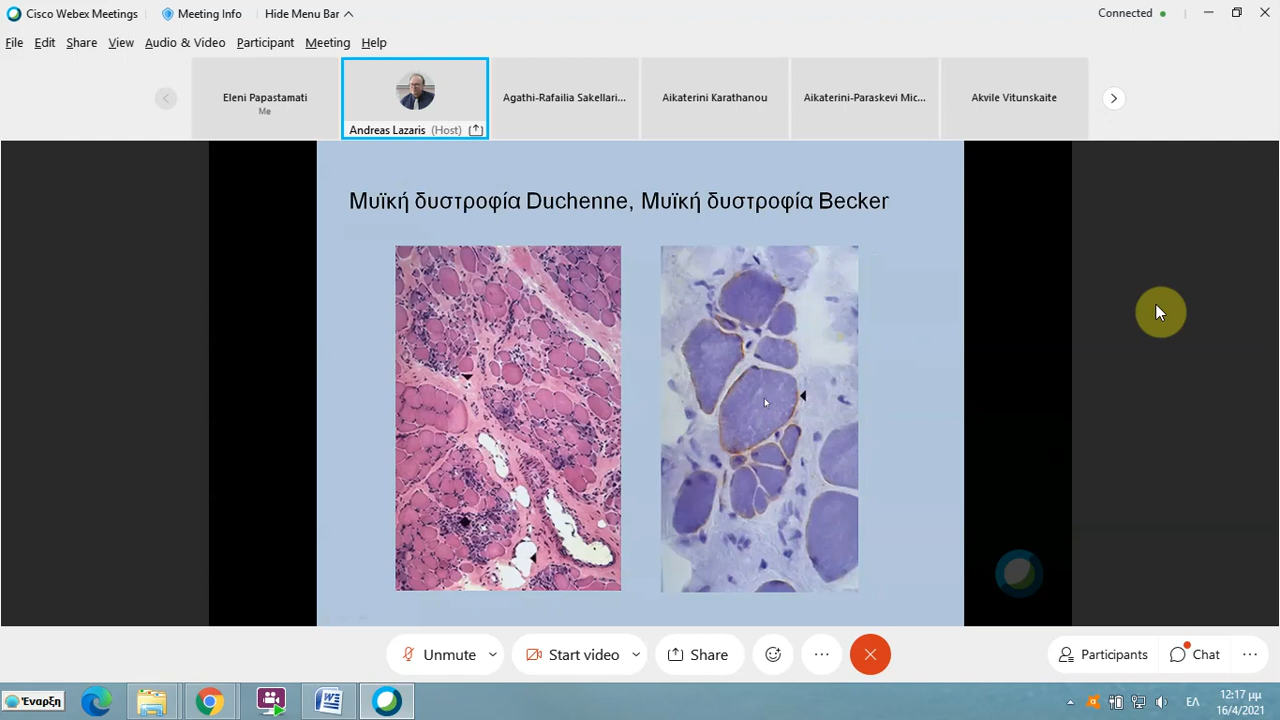 Cisco Webex Meetings Meeting Info Hide Menu Bar Connected
File Edit Share View Audio & Video Participant Meeting Help
Eleni Papastamati
Me
Andreas Lazaris (Host)
Agathi-Rafailia Sakellari...
Aikaterini Karathanou
Aikaterini-Paraskevi Mic...
Akvile Vitunskaite
Μυϊκή δυστροφία Duchenne, Μυϊκή δυστροφία Becker
Unmute Start video Share Participants Chat
Έναρξη
ΕΛ
12:17 μμ
16/4/2021